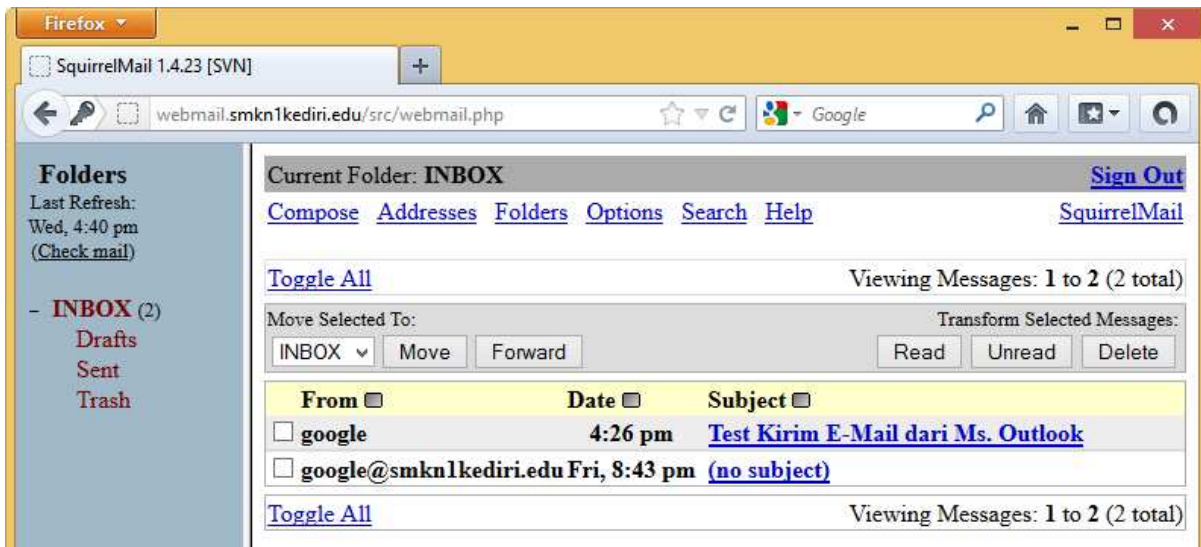 Firefox
SquirrelMail 1.4.23 [SVN]
webmail.smkn1kediri.edu/src/webmail.php
Google
Folders
Last Refresh:
Wed, 4:40 pm
(Check mail)
– INBOX (2)
Drafts
Sent
Trash
Current Folder: INBOX Sign Out
Compose Addresses Folders Options Search Help SquirrelMail
Toggle All Viewing Messages: 1 to 2 (2 total)
Move Selected To: Transform Selected Messages:
INBOX Move Forward Read Unread Delete
From Date Subject
google 4:26 pm Test Kirim E-Mail dari Ms. Outlook
google@smkn1kediri.edu Fri, 8:43 pm (no subject)
Toggle All Viewing Messages: 1 to 2 (2 total)